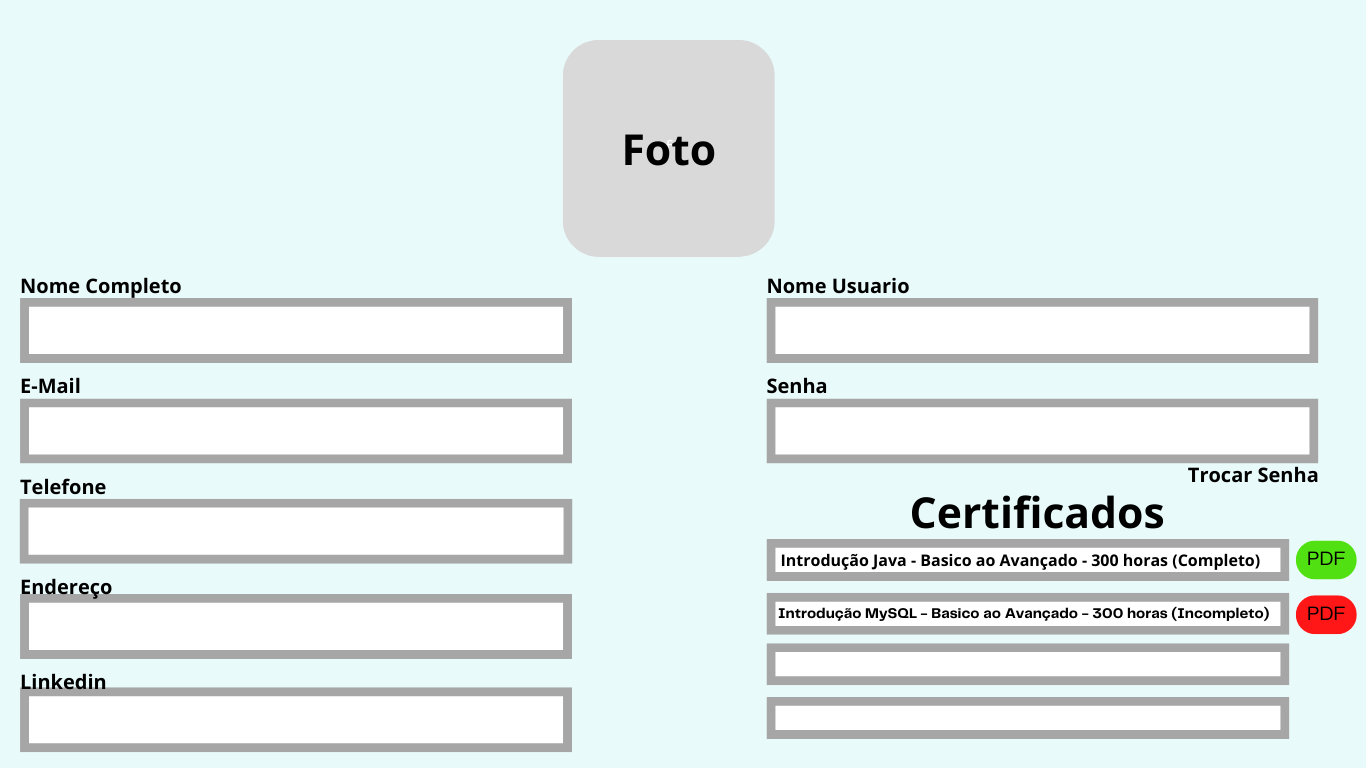 Foto
Nome Completo
E-Mail
Telefone
Endereço
Linkedin
Nome Usuario
Senha
Trocar Senha
Certificados
Introdução Java - Basico ao Avançado - 300 horas (Completo)
PDF
Introdução MySQL - Basico ao Avançado - 300 horas (Incompleto)
PDF